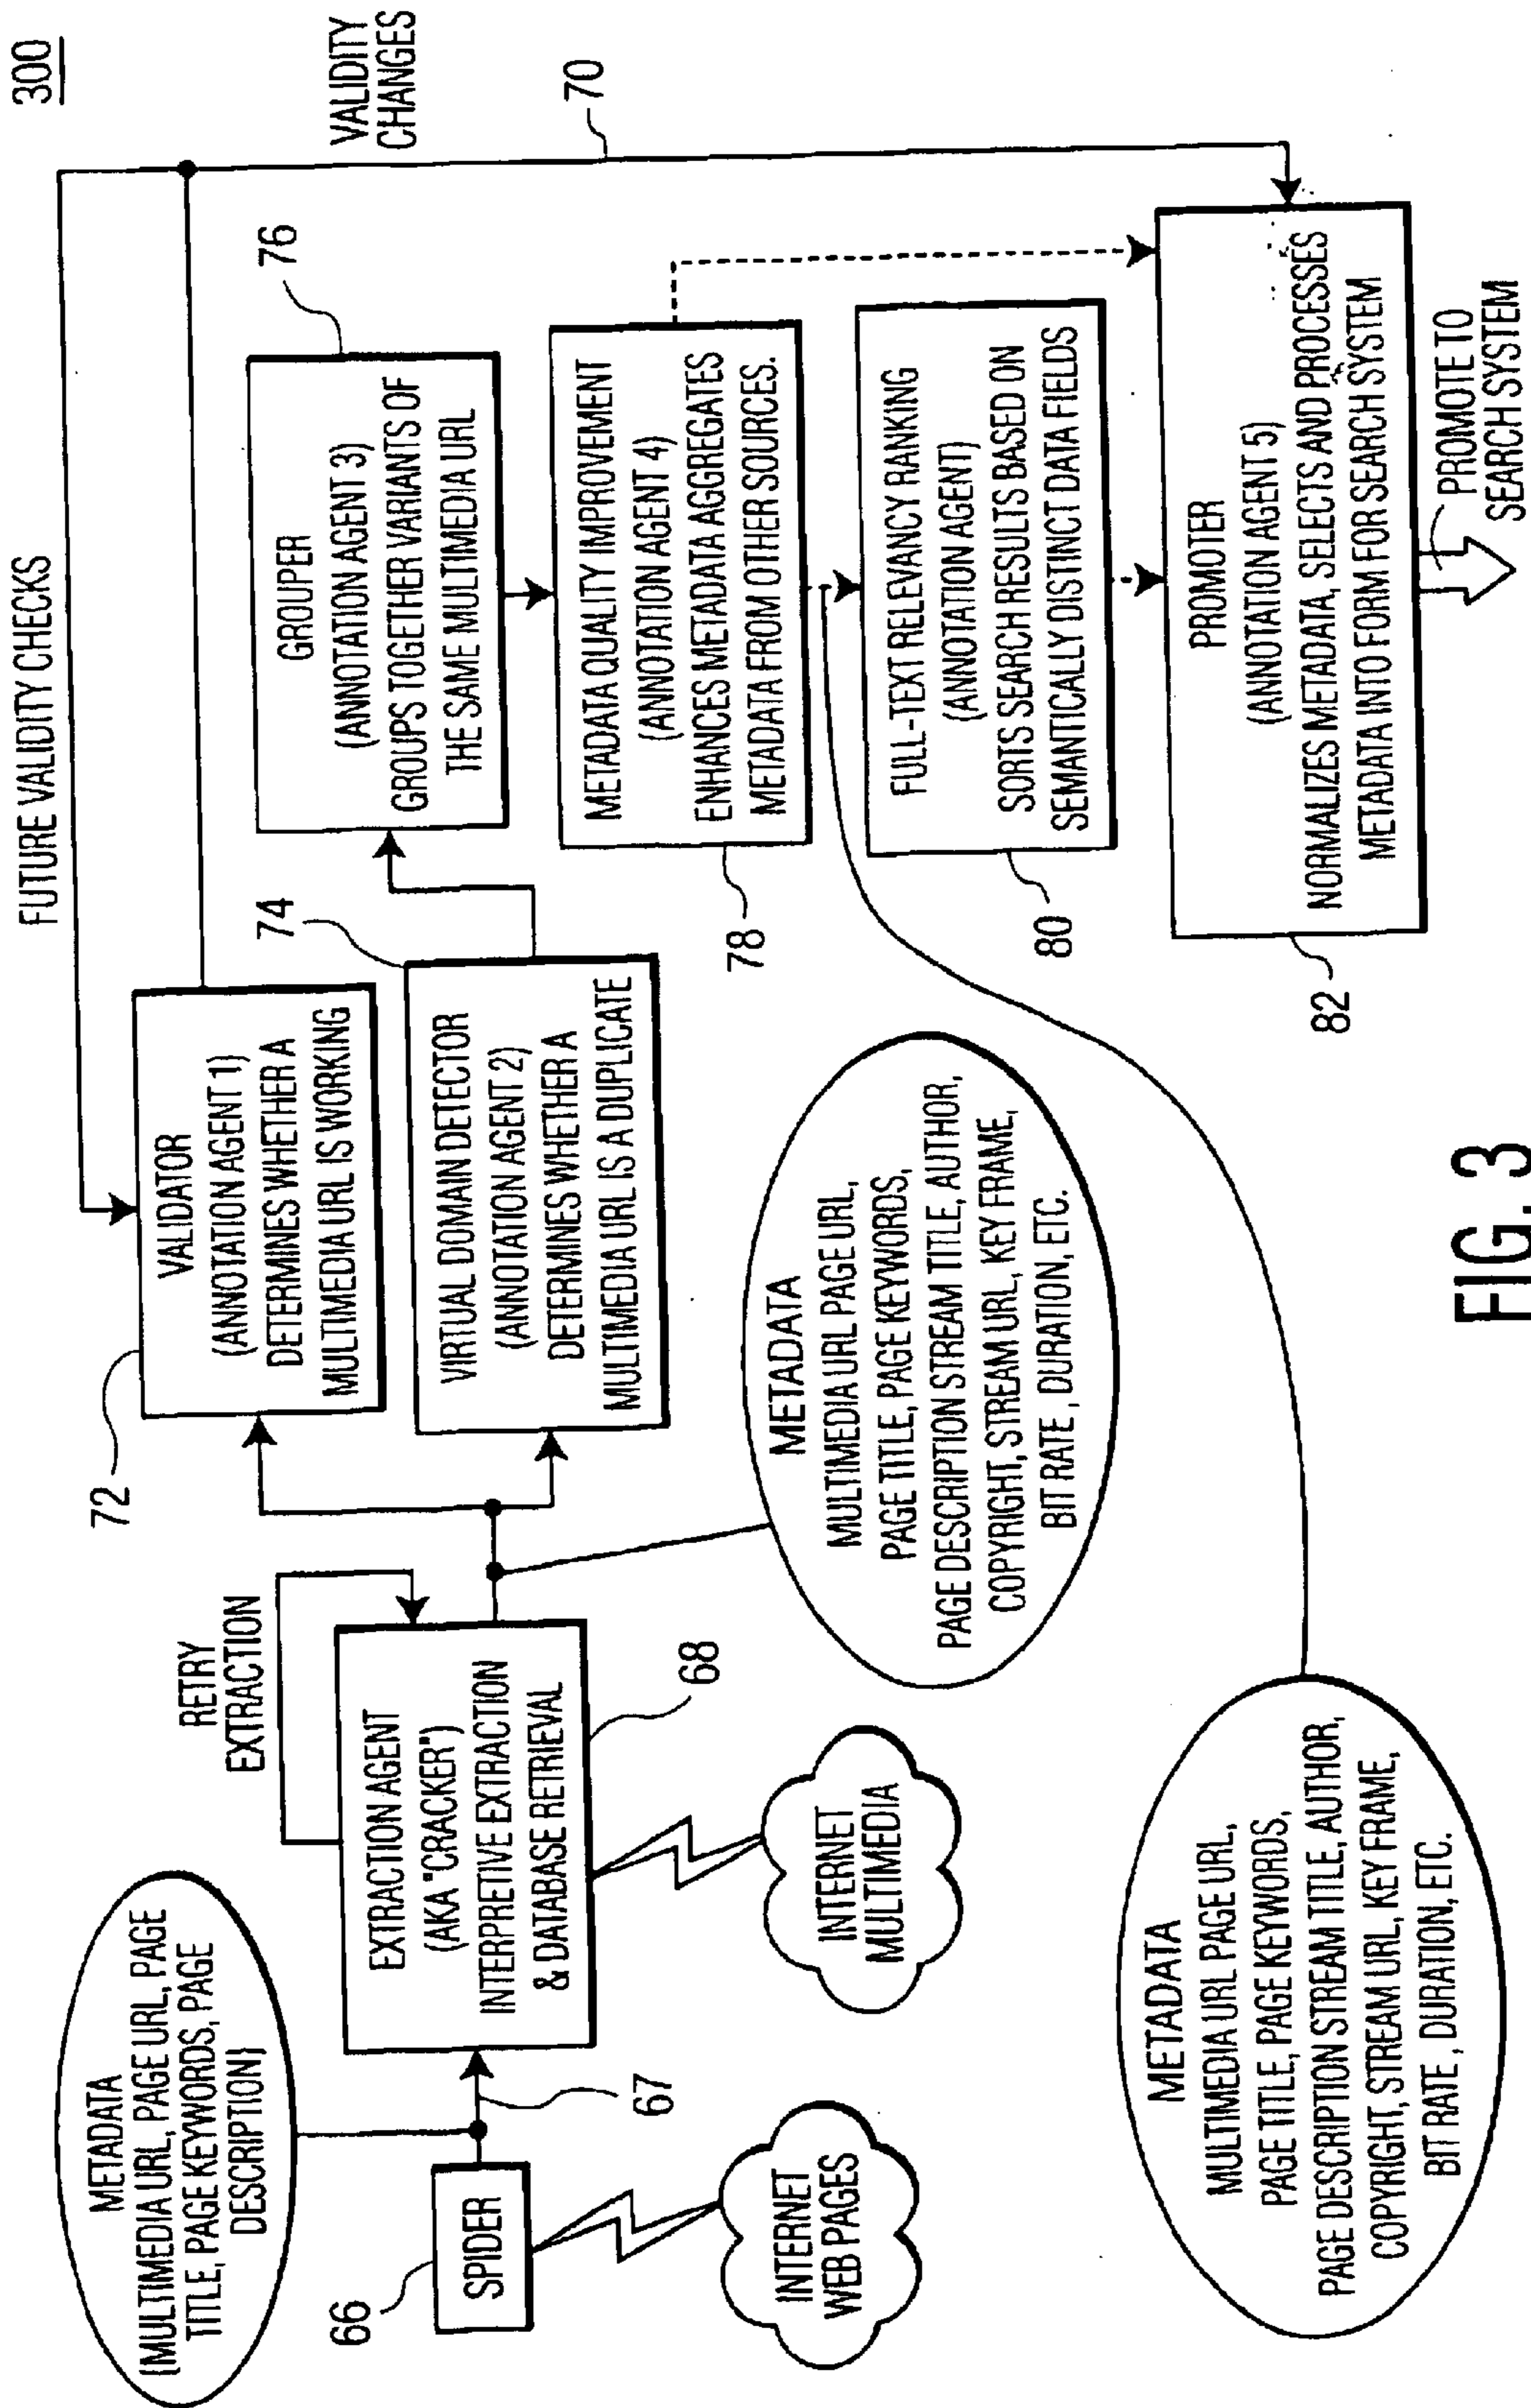 300
FUTURE VALIDITY CHECKS
VALIDITY
CHANGES
70
72
VALIDATOR
(ANNOTATION AGENT 1)
DETERMINES WHETHER A
MULTIMEDIA URL IS WORKING
74
VIRTUAL DOMAIN DETECTOR
(ANNOTATION AGENT 2)
DETERMINES WHETHER A
MULTIMEDIA URL IS A DUPLICATE
76
GROUPER
(ANNOTATION AGENT 3)
GROUPS TOGETHER VARIANTS OF
THE SAME MULTIMEDIA URL
METADATA QUALITY IMPROVEMENT
(ANNOTATION AGENT 4)
ENHANCES METADATA AGGREGATES
METADATA FROM OTHER SOURCES.
78
FULL-TEXT RELEVANCY RANKING
(ANNOTATION AGENT)
SORTS SEARCH RESULTS BASED ON
SEMANTICALLY DISTINCT DATA FIELDS
80
PROMOTER
(ANNOTATION AGENT 5)
NORMALIZES METADATA, SELECTS AND PROCESSES
METADATA INTO FORM FOR SEARCH SYSTEM
82
PROMOTE TO
SEARCH SYSTEM
METADATA
(MULTIMEDIA URL, PAGE URL, PAGE
TITLE, PAGE KEYWORDS, PAGE
DESCRIPTION)
RETRY
EXTRACTION
66
SPIDER
67
EXTRACTION AGENT
(AKA "CRACKER")
INTERPRETIVE EXTRACTION
& DATABASE RETRIEVAL
68
INTERNET
WEB PAGES
INTERNET
MULTIMEDIA
METADATA
MULTIMEDIA URL PAGE URL,
PAGE TITLE, PAGE KEYWORDS,
PAGE DESCRIPTION STREAM TITLE, AUTHOR,
COPYRIGHT, STREAM URL, KEY FRAME,
BIT RATE , DURATION, ETC.
METADATA
MULTIMEDIA URL PAGE URL,
PAGE TITLE, PAGE KEYWORDS,
PAGE DESCRIPTION STREAM TITLE, AUTHOR,
COPYRIGHT, STREAM URL, KEY FRAME,
BIT RATE , DURATION, ETC.
FIG. 3